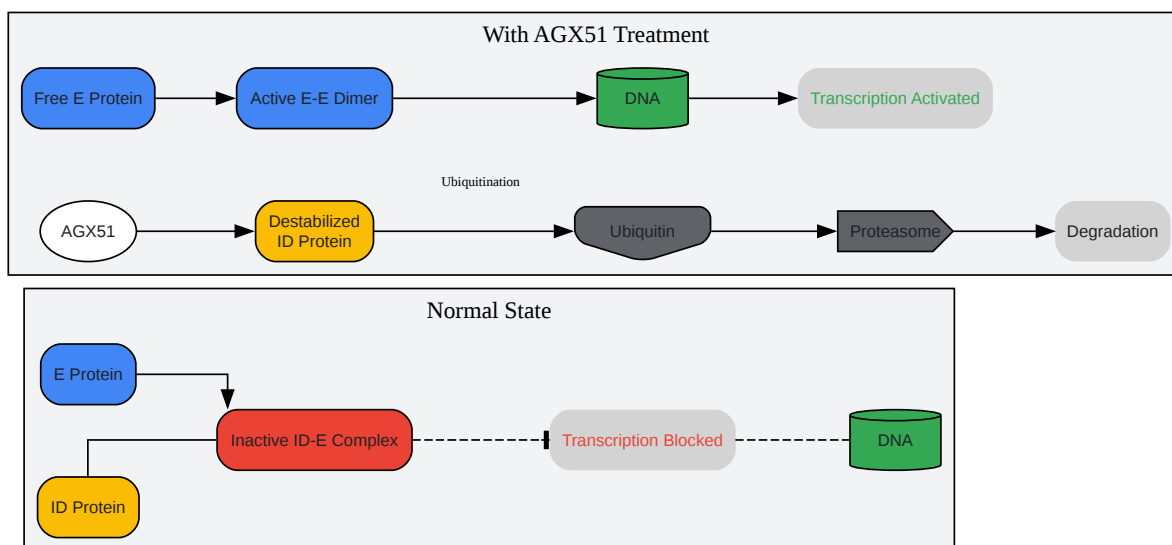 With AGX51 Treatment
Free E Protein
Active E-E Dimer
DNA
Transcription Activated
Ubiquitination
AGX51
Destabilized
ID Protein
Ubiquitin
Proteasome
Degradation
Normal State
E Protein
Inactive ID-E Complex
Transcription Blocked
DNA
ID Protein